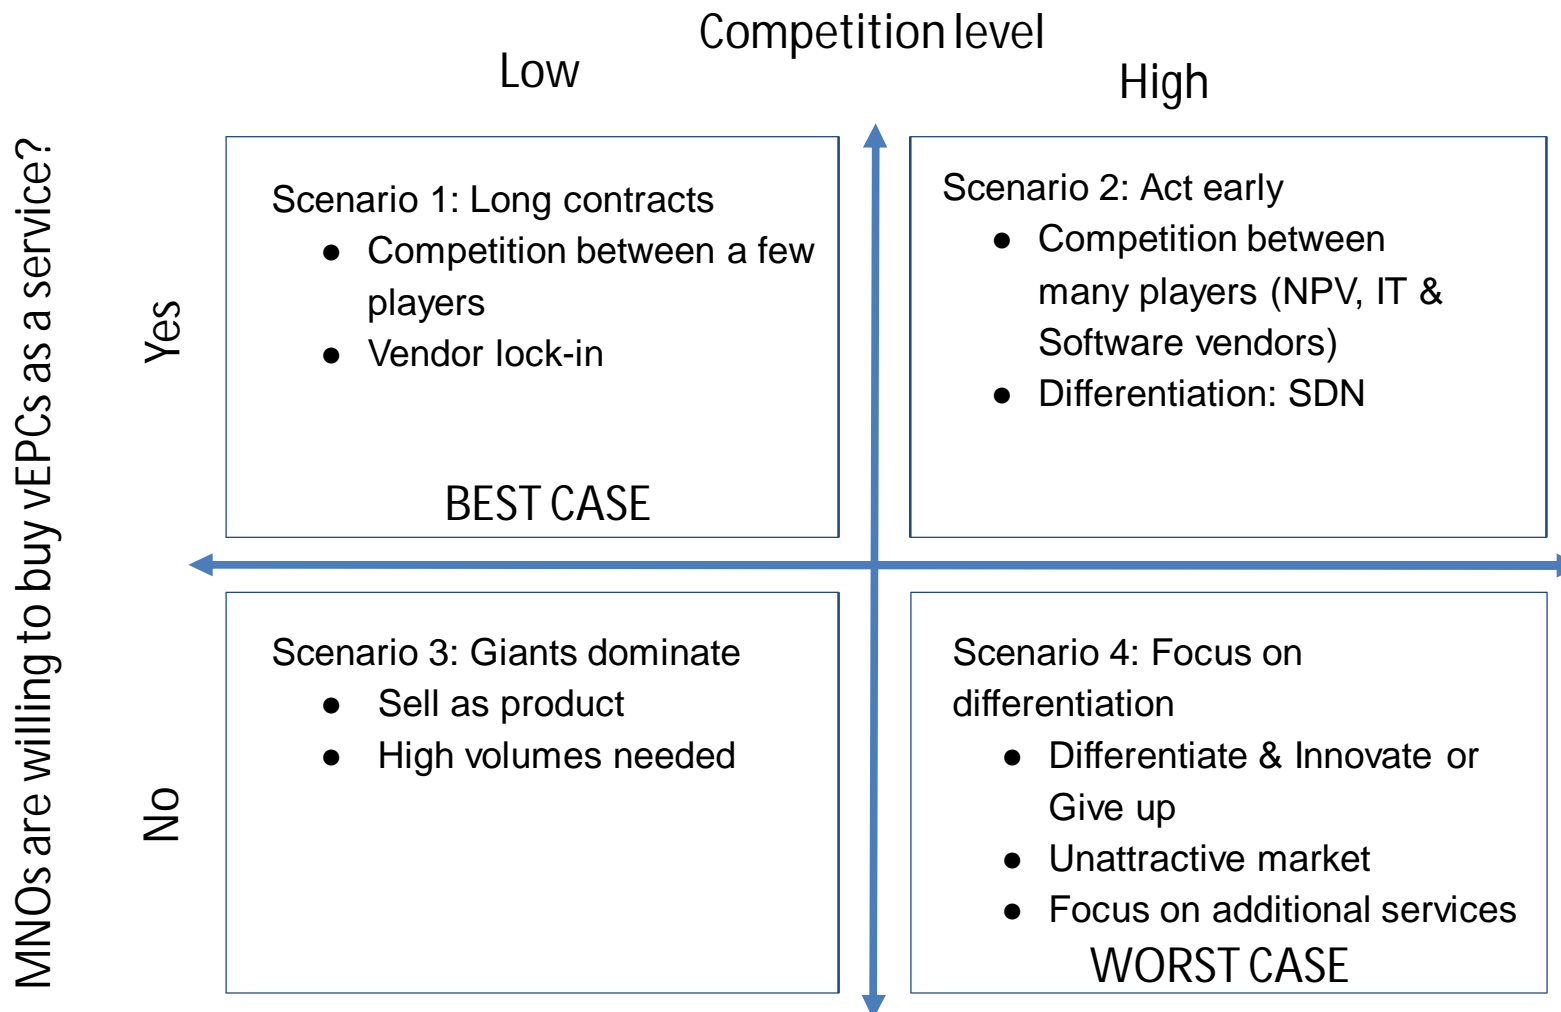 Competition level
Low
High
MNOs are willing to buy vEPCs as a service?
Yes
Scenario 1: Long contracts
● Competition between a few
players
● Vendor lock-in
BEST CASE
Scenario 2: Act early
● Competition between
many players (NPV, IT &
Software vendors)
● Differentiation: SDN
No
Scenario 3: Giants dominate
● Sell as product
● High volumes needed
Scenario 4: Focus on
differentiation
● Differentiate & Innovate or
Give up
● Unattractive market
● Focus on additional services
WORST CASE